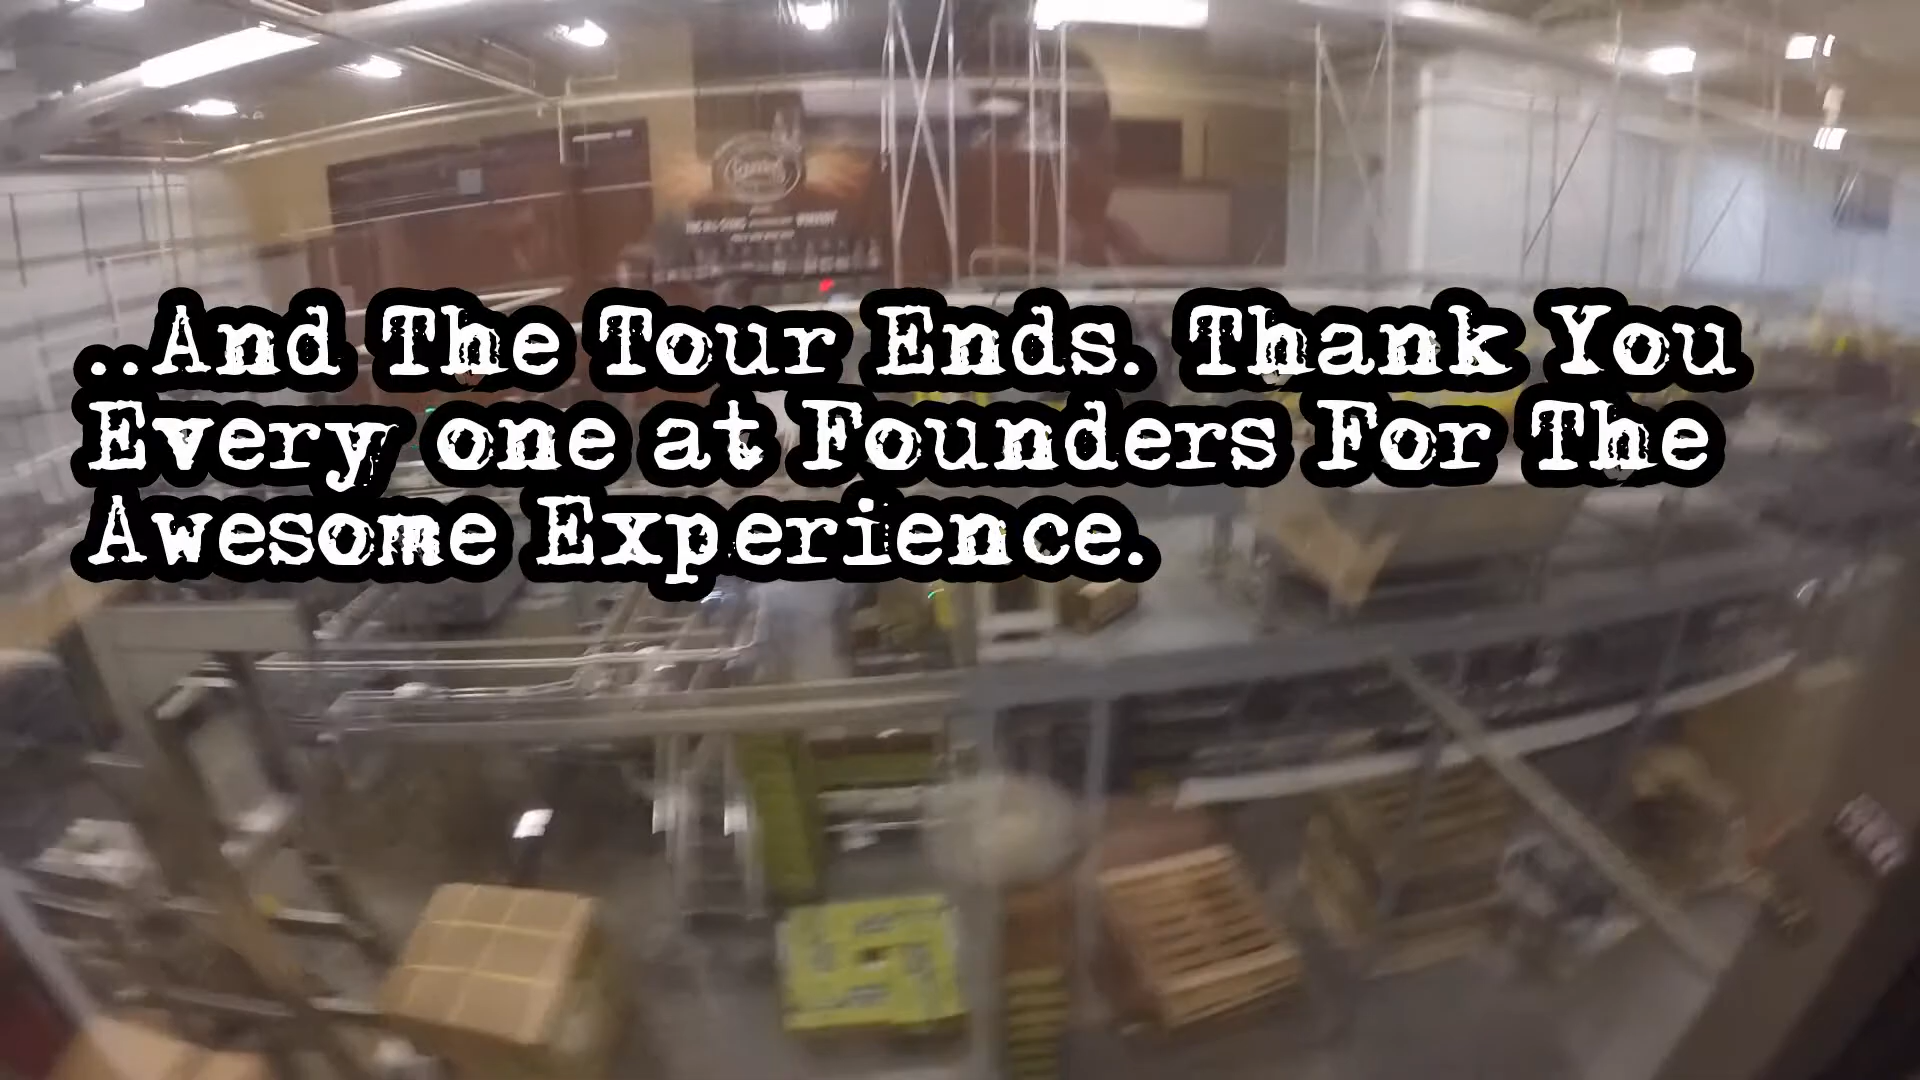 ..And The Tour Ends. Thank You
Every one at Founders For The
Awesome Experience.